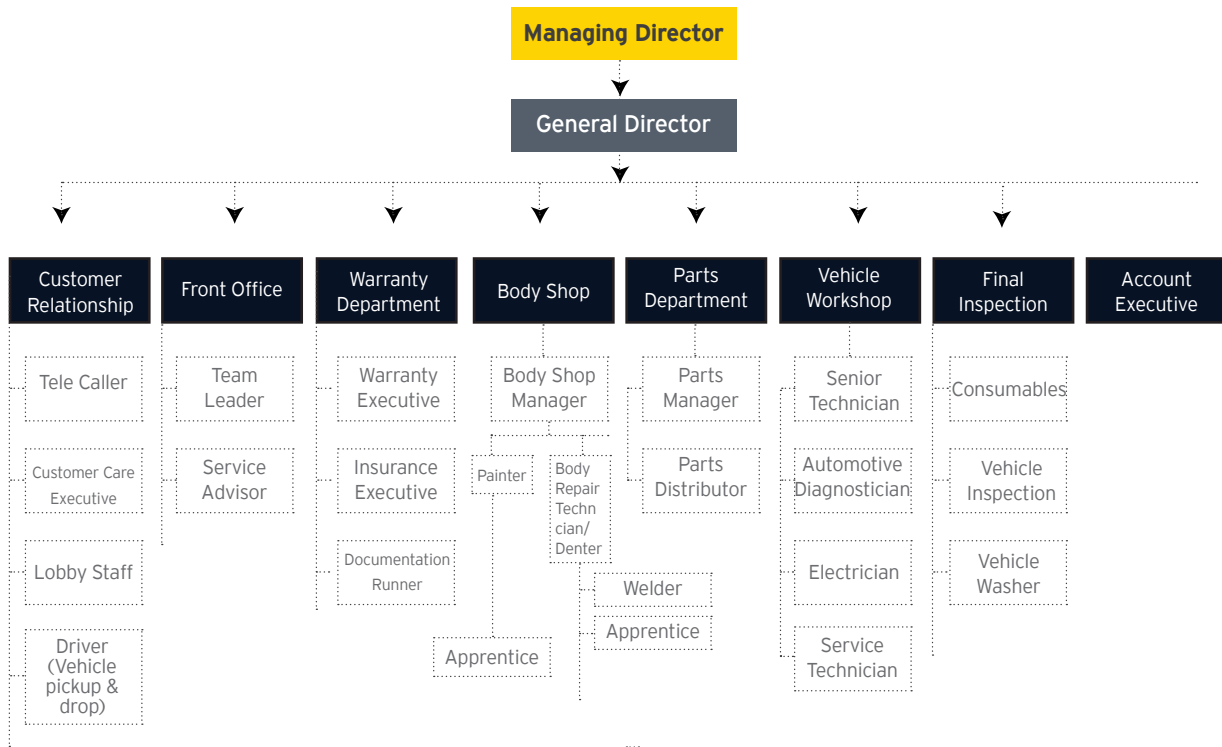 Managing Director
General Director
Customer
Relationship
Front Office
Warranty
Department
Body Shop
Parts
Department
Vehicle
Workshop
Final
Inspection
Account
Executive
Tele Caller
Customer Care
Executive
Lobby Staff
Driver
(Vehicle
pickup &
drop)
Team
Leader
Service
Advisor
Warranty
Executive
Insurance
Executive
Documentation
Runner
Body Shop
Manager
Painter
Body
Repair
Techn
cian/
Denter
Welder
Apprentice
Apprentice
Parts
Manager
Parts
Distributor
Senior
Technician
Automotive
Diagnostician
Electrician
Service
Technician
Consumables
Vehicle
Inspection
Vehicle
Washer